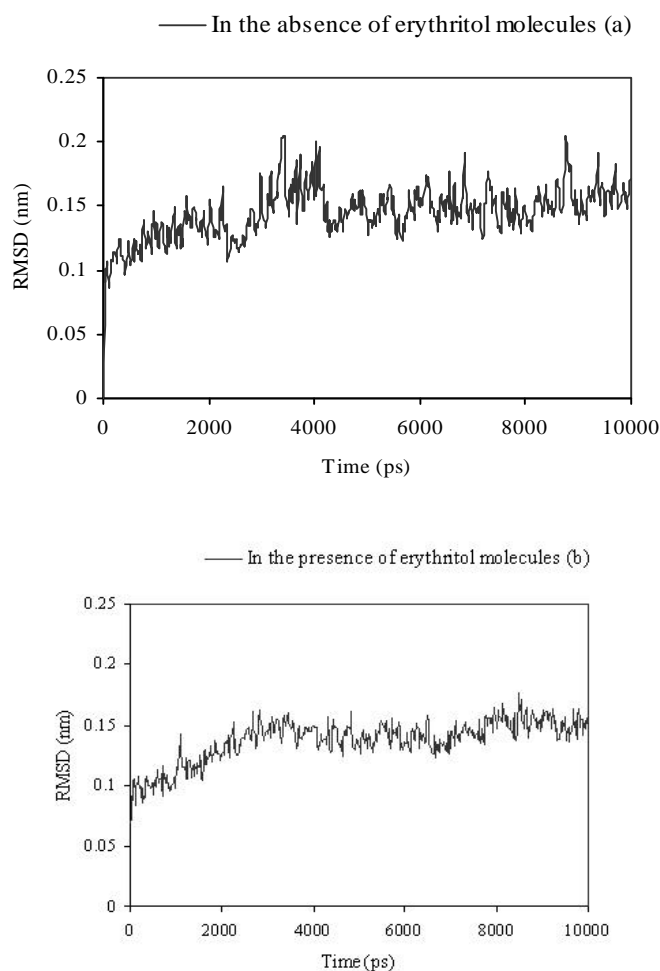 In the absence of erythritol molecules (a)
0.25
0.2
0.15
0.1
0.05
0
RMSD (nm)
0 2000 4000 6000 8000 10000
Time (ps)
In the presence of erythritol molecules (b)
0.25
0.2
0.15
0.1
0.05
0
RMSD (nm)
0 2000 4000 6000 8000 10000
Time (ps)